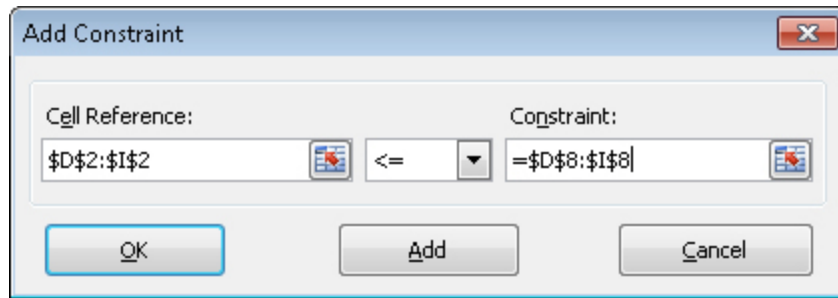 Add Constraint
Cell Reference: Constraint:
$D$2:$I$2 <= =$D$8:$I$8
OK Add Cancel